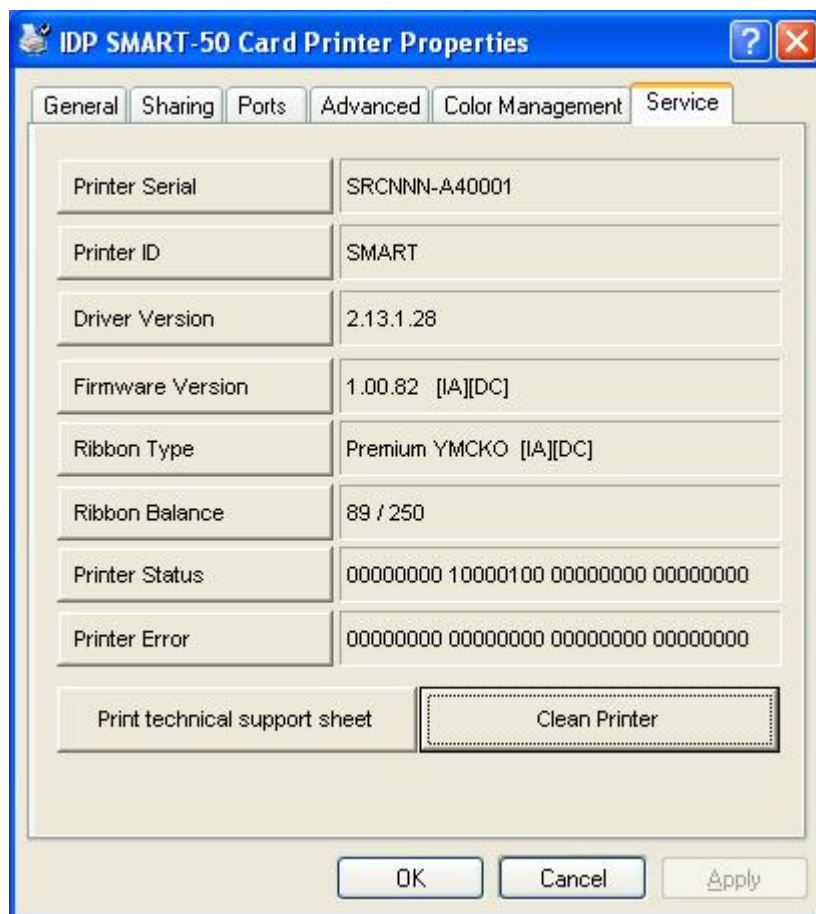 IDP SMART-50 Card Printer Properties
General Sharing Ports Advanced Color Management Service
Printer Serial SRCNNN-A40001
Printer ID SMART
Driver Version 2.13.1.28
Firmware Version 1.00.82 [IA][DC]
Ribbon Type Premium YMCKO [IA][DC]
Ribbon Balance 89 / 250
Printer Status 00000000 10000100 00000000 00000000
Printer Error 00000000 00000000 00000000 00000000
Print technical support sheet Clean Printer
OK Cancel Apply